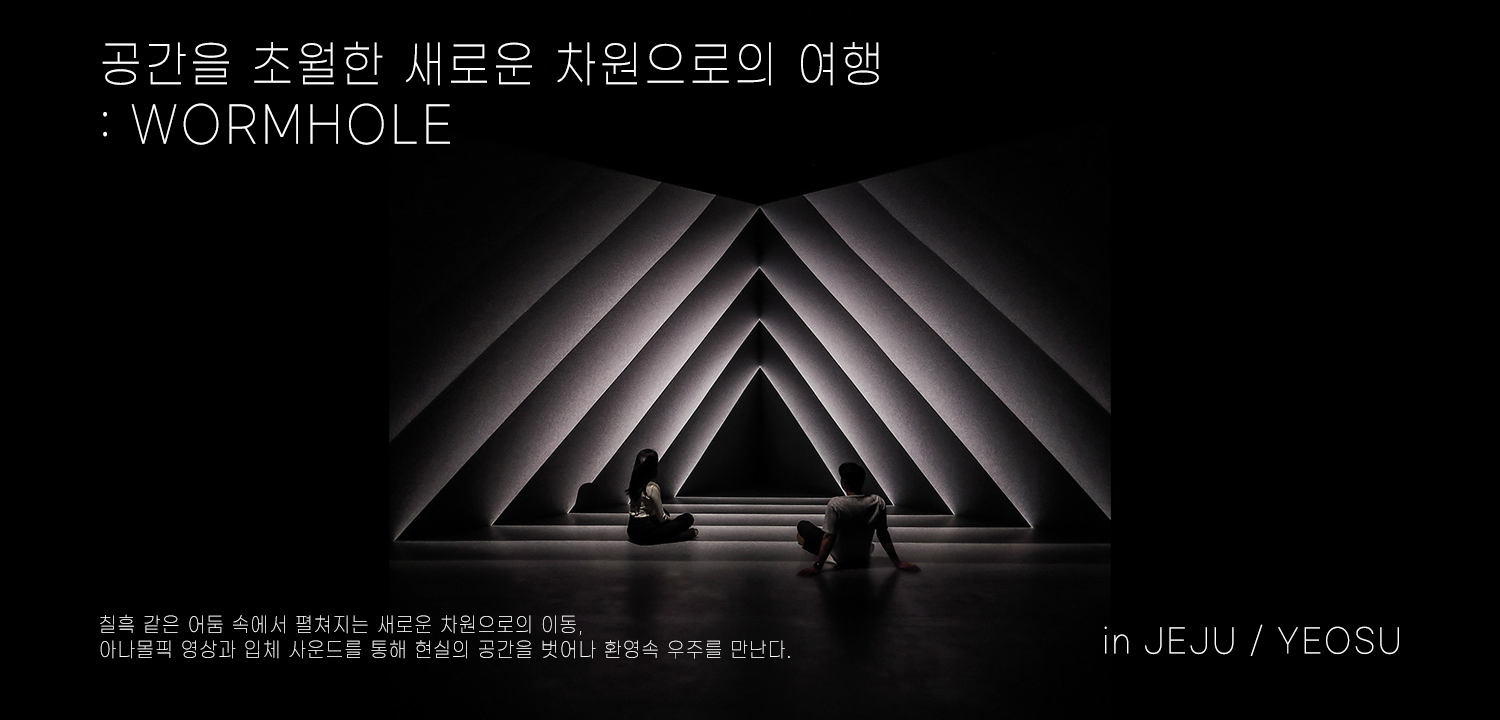 공간을 초월한 새로운 차원으로의 여행
: WORMHOLE
칠흑 같은 어둠 속에서 펼쳐지는 새로운 차원으로의 이동,
아나몰픽 영상과 입체 사운드를 통해 현실의 공간을 벗어나 환영속 우주를 만난다.
in JEJU / YEOSU